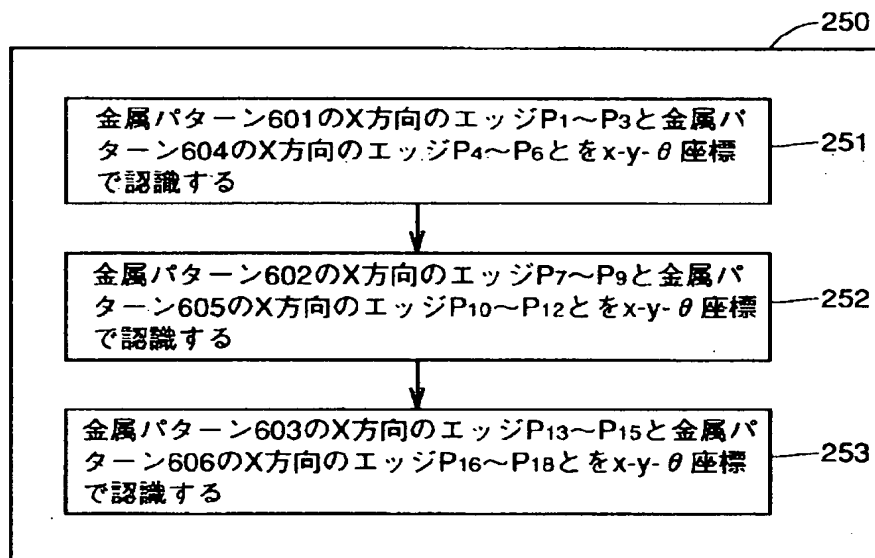 250
金属パターン601のX方向のエッジP1～P3と金属パ
ターン604のX方向のエッジP4～P6とをx-y-θ座標
で認識する
251
金属パターン602のX方向のエッジP7～P9と金属パ
ターン605のX方向のエッジP10～P12とをx-y-θ座標
で認識する
252
金属パターン603のX方向のエッジP13～P15と金属パ
ターン606のX方向のエッジP16～P18とをx-y-θ座標
で認識する
253